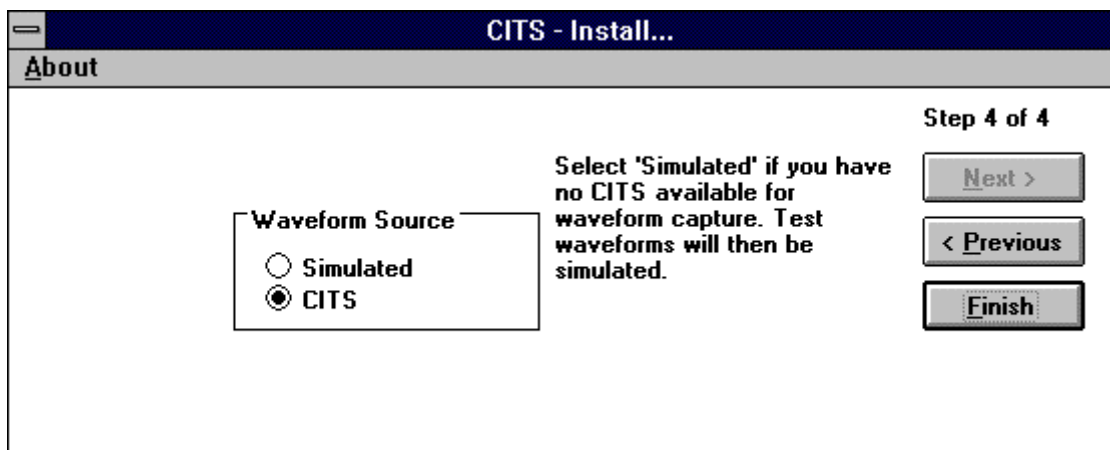 CITS - Install...
About
Step 4 of 4
Select 'Simulated' if you have
no CITS available for
waveform capture. Test
waveforms will then be
simulated.
Next >
< Previous
Finish
Waveform Source
Simulated
CITS